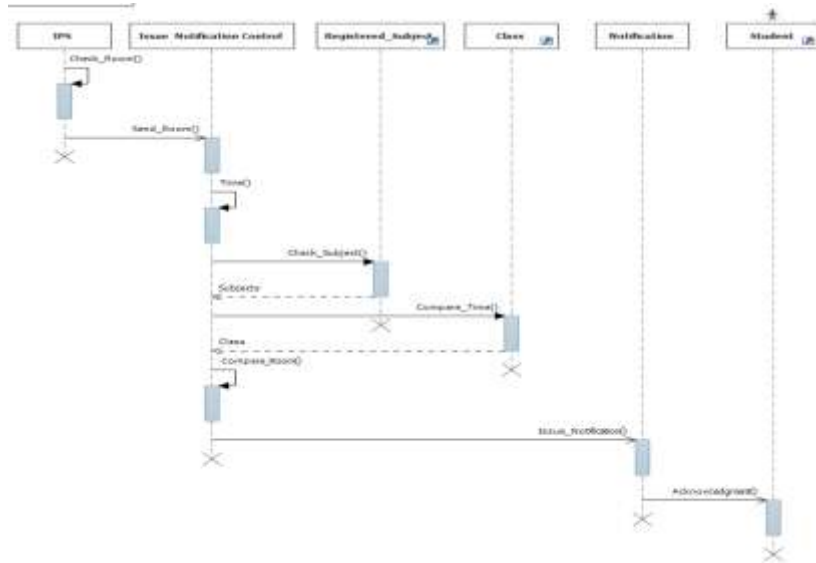 IPS
Issue Notification Control
Registered_Subject
Class
Notification
Student
Check_Room()
Send_Room()
Time()
Check_Subject()
Subjects
Compare_Time()
Class
Compare_Room()
Issue_Notification()
Acknowledgment()